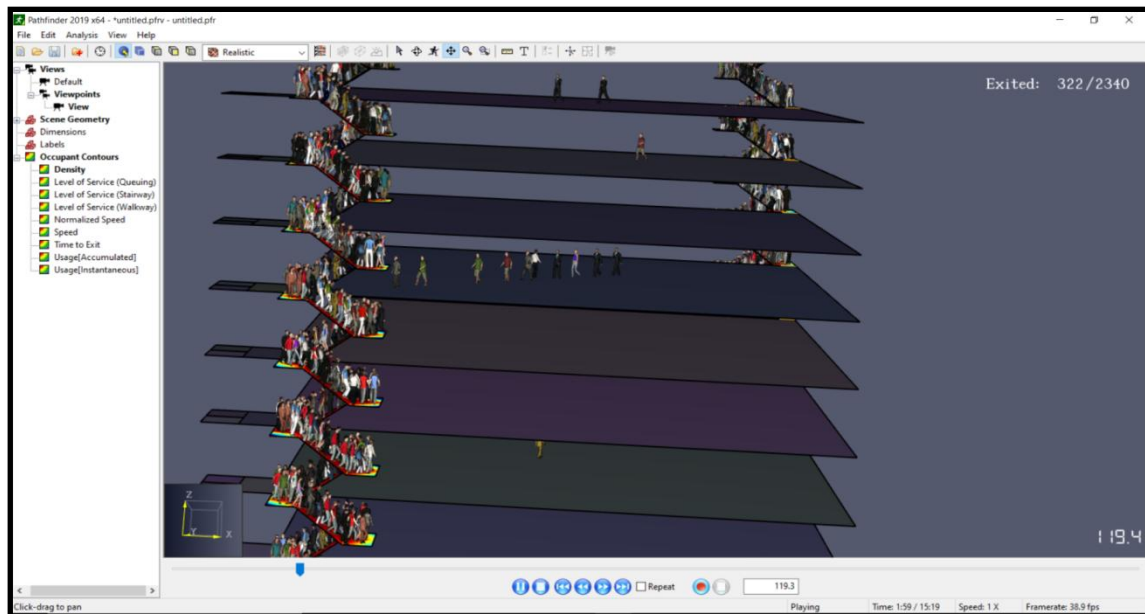 Pathfinder 2019 x64 - *untitled.pfrv - untitled.pfr
File Edit Analysis View Help
Realistic
Views
Default
Viewpoints
View
Scene Geometry
Dimensions
Labels
Occupant Contours
Density
Level of Service (Queuing)
Level of Service (Stairway)
Level of Service (Walkway)
Normalized Speed
Speed
Time to Exit
Usage[Accumulated]
Usage[Instantaneous]
Exited: 322/2340
Z
Y
X
119.4
Repeat
119.3
Click-drag to pan
Playing
Time: 1:59 / 15:19
Speed: 1 X
Framerate: 38.9 fps